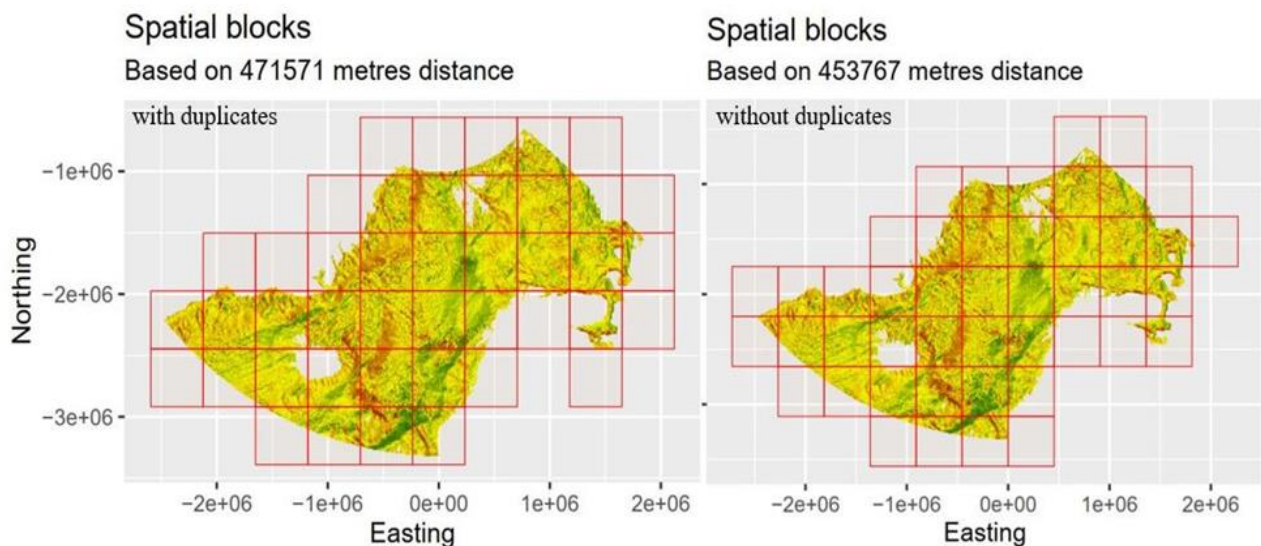 Spatial blocks
Based on 471571 metres distance
with duplicates
Northing
−1e+06
−2e+06
−3e+06
−2e+06 −1e+06 0e+00 1e+06 2e+06
Easting
Spatial blocks
Based on 453767 metres distance
without duplicates
−2e+06 −1e+06 0e+00 1e+06 2e+06
Easting